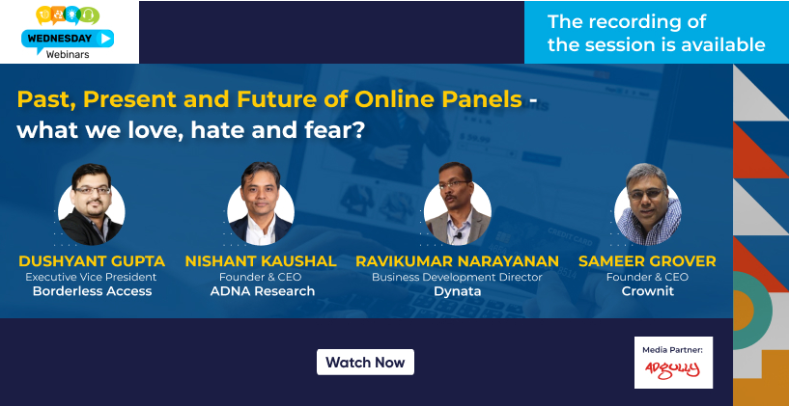 WEDNESDAY
Webinars
The recording of
the session is available
Past, Present and Future of Online Panels -
what we love, hate and fear?
DUSHYANT GUPTA
Executive Vice President
Borderless Access
NISHANT KAUSHAL
Founder & CEO
ADNA Research
RAVIKUMAR NARAYANAN
Business Development Director
Dynata
SAMEER GROVER
Founder & CEO
Crownit
Watch Now
Media Partner:
ADGULLY